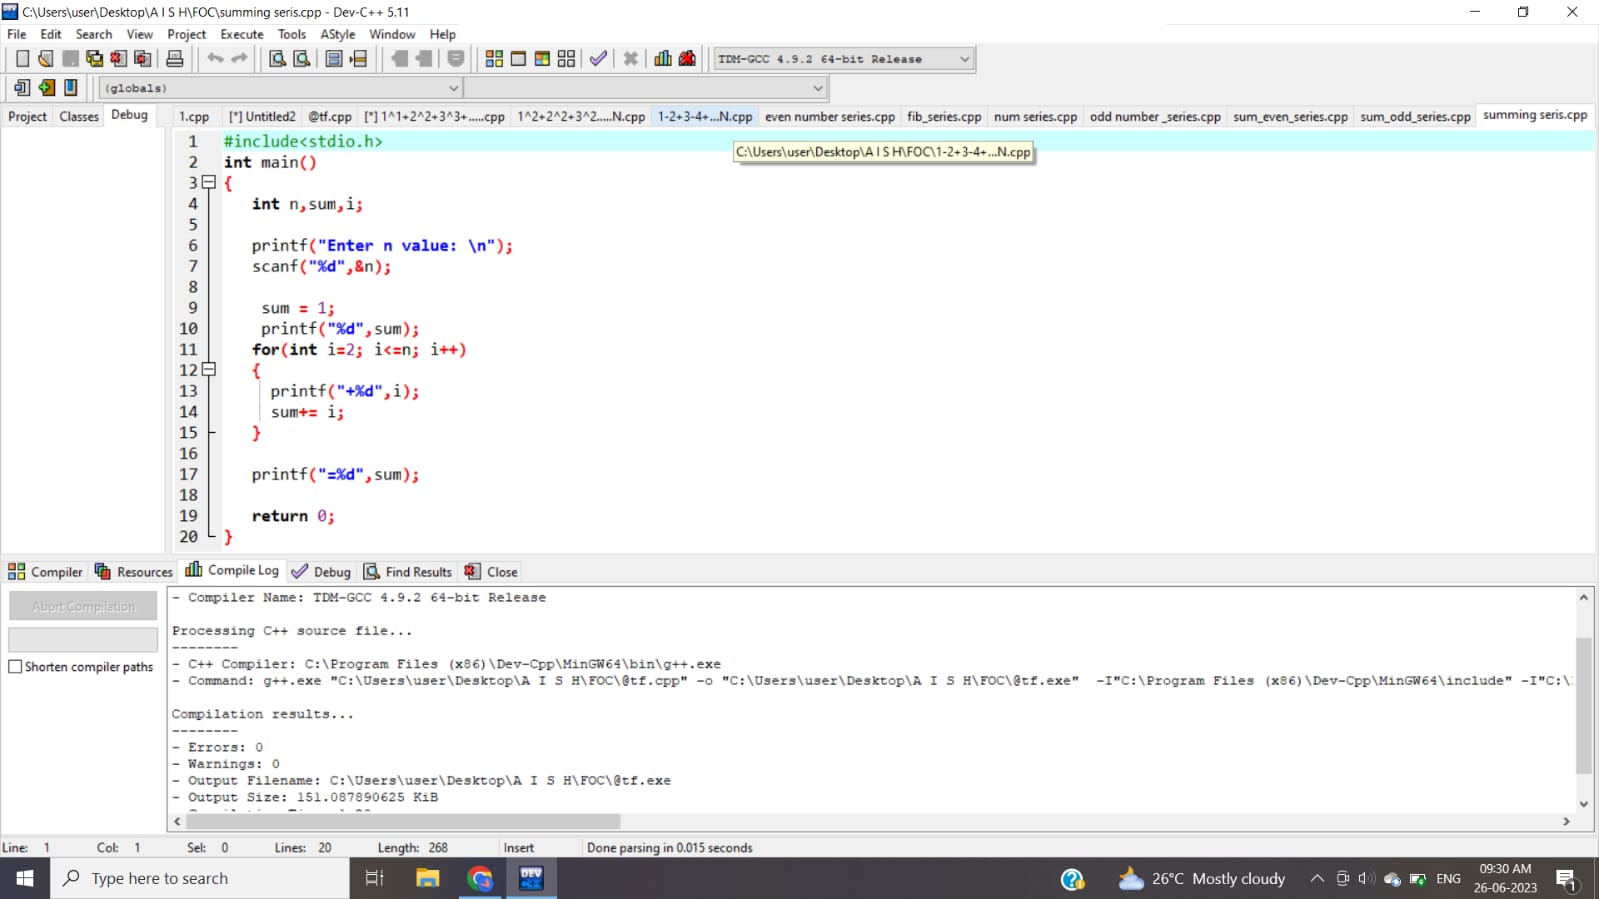 C:\Users\user\Desktop\A I S H\FOC\summing seris.cpp - Dev-C++ 5.11
File Edit Search View Project Execute Tools AStyle Window Help
TDM-GCC 4.9.2 64-bit Release
(globals)
Project Classes Debug 1.cpp [*] Untitled2 @tf.cpp [*] 1^1+2^2+3^3+.....cpp 1^2+2^2+3^2.....N.cpp 1-2+3-4+...N.cpp even number series.cpp fib_series.cpp num series.cpp odd number _series.cpp sum_even_series.cpp sum_odd_series.cpp summing seris.cpp
C:\Users\user\Desktop\A I S H\FOC\1-2+3-4+...N.cpp
1 #include<stdio.h>
2 int main()
3 {
4 int n,sum,i;
5
6 printf("Enter n value: \n");
7 scanf("%d",&n);
8
9 sum = 1;
10 printf("%d",sum);
11 for(int i=2; i<=n; i++)
12 {
13 printf("+%d",i);
14 sum+= i;
15 }
16
17 printf("=%d",sum);
18
19 return 0;
20 }
Compiler Resources Compile Log Debug Find Results Close
Abort Compilation
Shorten compiler paths
- Compiler Name: TDM-GCC 4.9.2 64-bit Release
Processing C++ source file...
--------
- C++ Compiler: C:\Program Files (x86)\Dev-Cpp\MinGW64\bin\g++.exe
- Command: g++.exe "C:\Users\user\Desktop\A I S H\FOC\@tf.cpp" -o "C:\Users\user\Desktop\A I S H\FOC\@tf.exe" -I"C:\Program Files (x86)\Dev-Cpp\MinGW64\include" -I"C:\
Compilation results...
--------
- Errors: 0
- Warnings: 0
- Output Filename: C:\Users\user\Desktop\A I S H\FOC\@tf.exe
- Output Size: 151.087890625 KiB
Line: 1 Col: 1 Sel: 0 Lines: 20 Length: 268 Insert Done parsing in 0.015 seconds
Type here to search
DEV
26°C Mostly cloudy
ENG
09:30 AM
26-06-2023
1